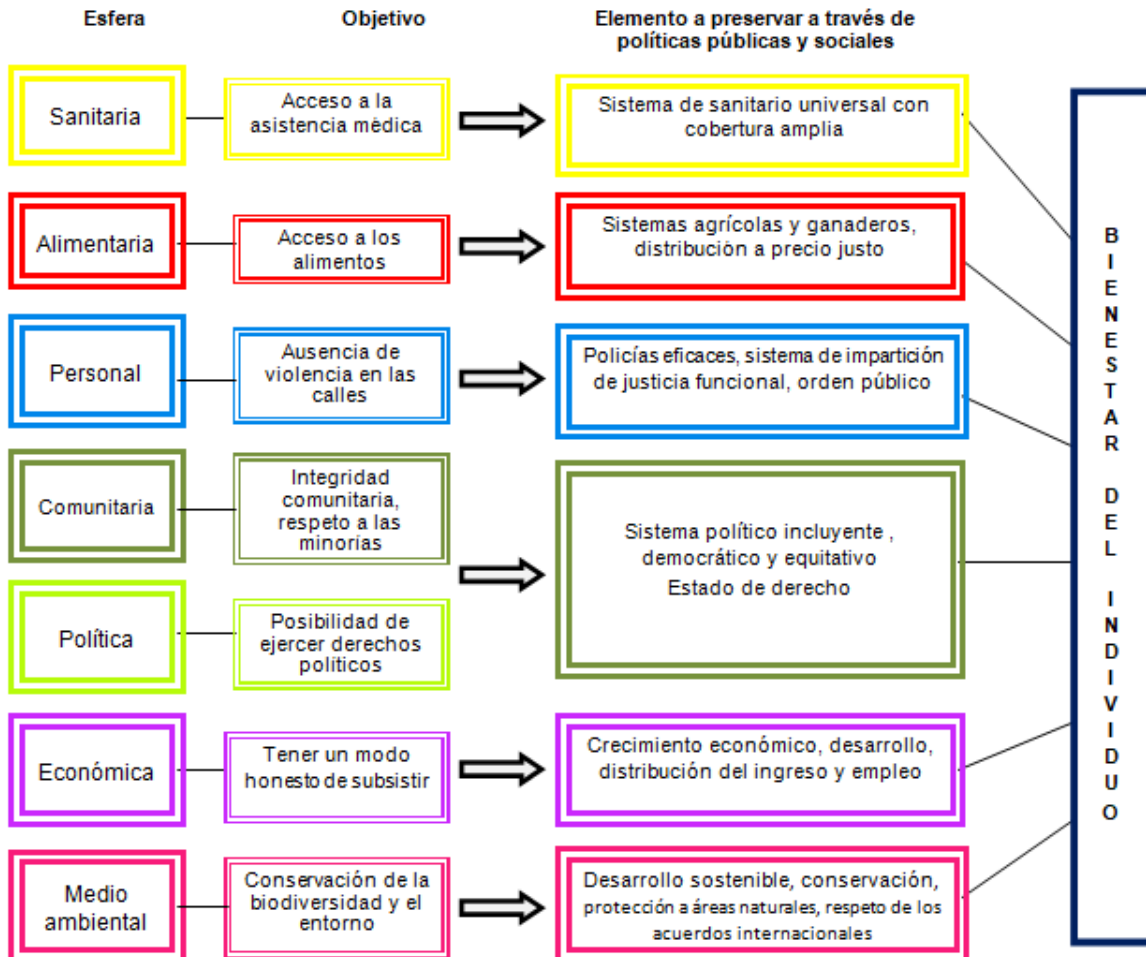 Esfera
Objetivo
Elemento a preservar a través de
políticas públicas y sociales
Sanitaria
Acceso a la
asistencia médica
Sistema de sanitario universal con
cobertura amplia
Alimentaria
Acceso a los
alimentos
Sistemas agrícolas y ganaderos,
distribución a precio justo
Personal
Ausencia de
violencia en las
calles
Policías eficaces, sistema de impartición
de justicia funcional, orden público
Comunitaria
Integridad
comunitaria,
respeto a las
minorías
Política
Posibilidad de
ejercer derechos
políticos
Sistema político incluyente ,
democrático y equitativo
Estado de derecho
Económica
Tener un modo
honesto de subsistir
Crecimiento económico, desarrollo,
distribución del ingreso y empleo
Medio
ambiental
Conservación de la
biodiversidad y el
entorno
Desarrollo sostenible, conservación,
protección a áreas naturales, respeto de los
acuerdos internacionales
BIENESTAR DEL INDIVIDUO